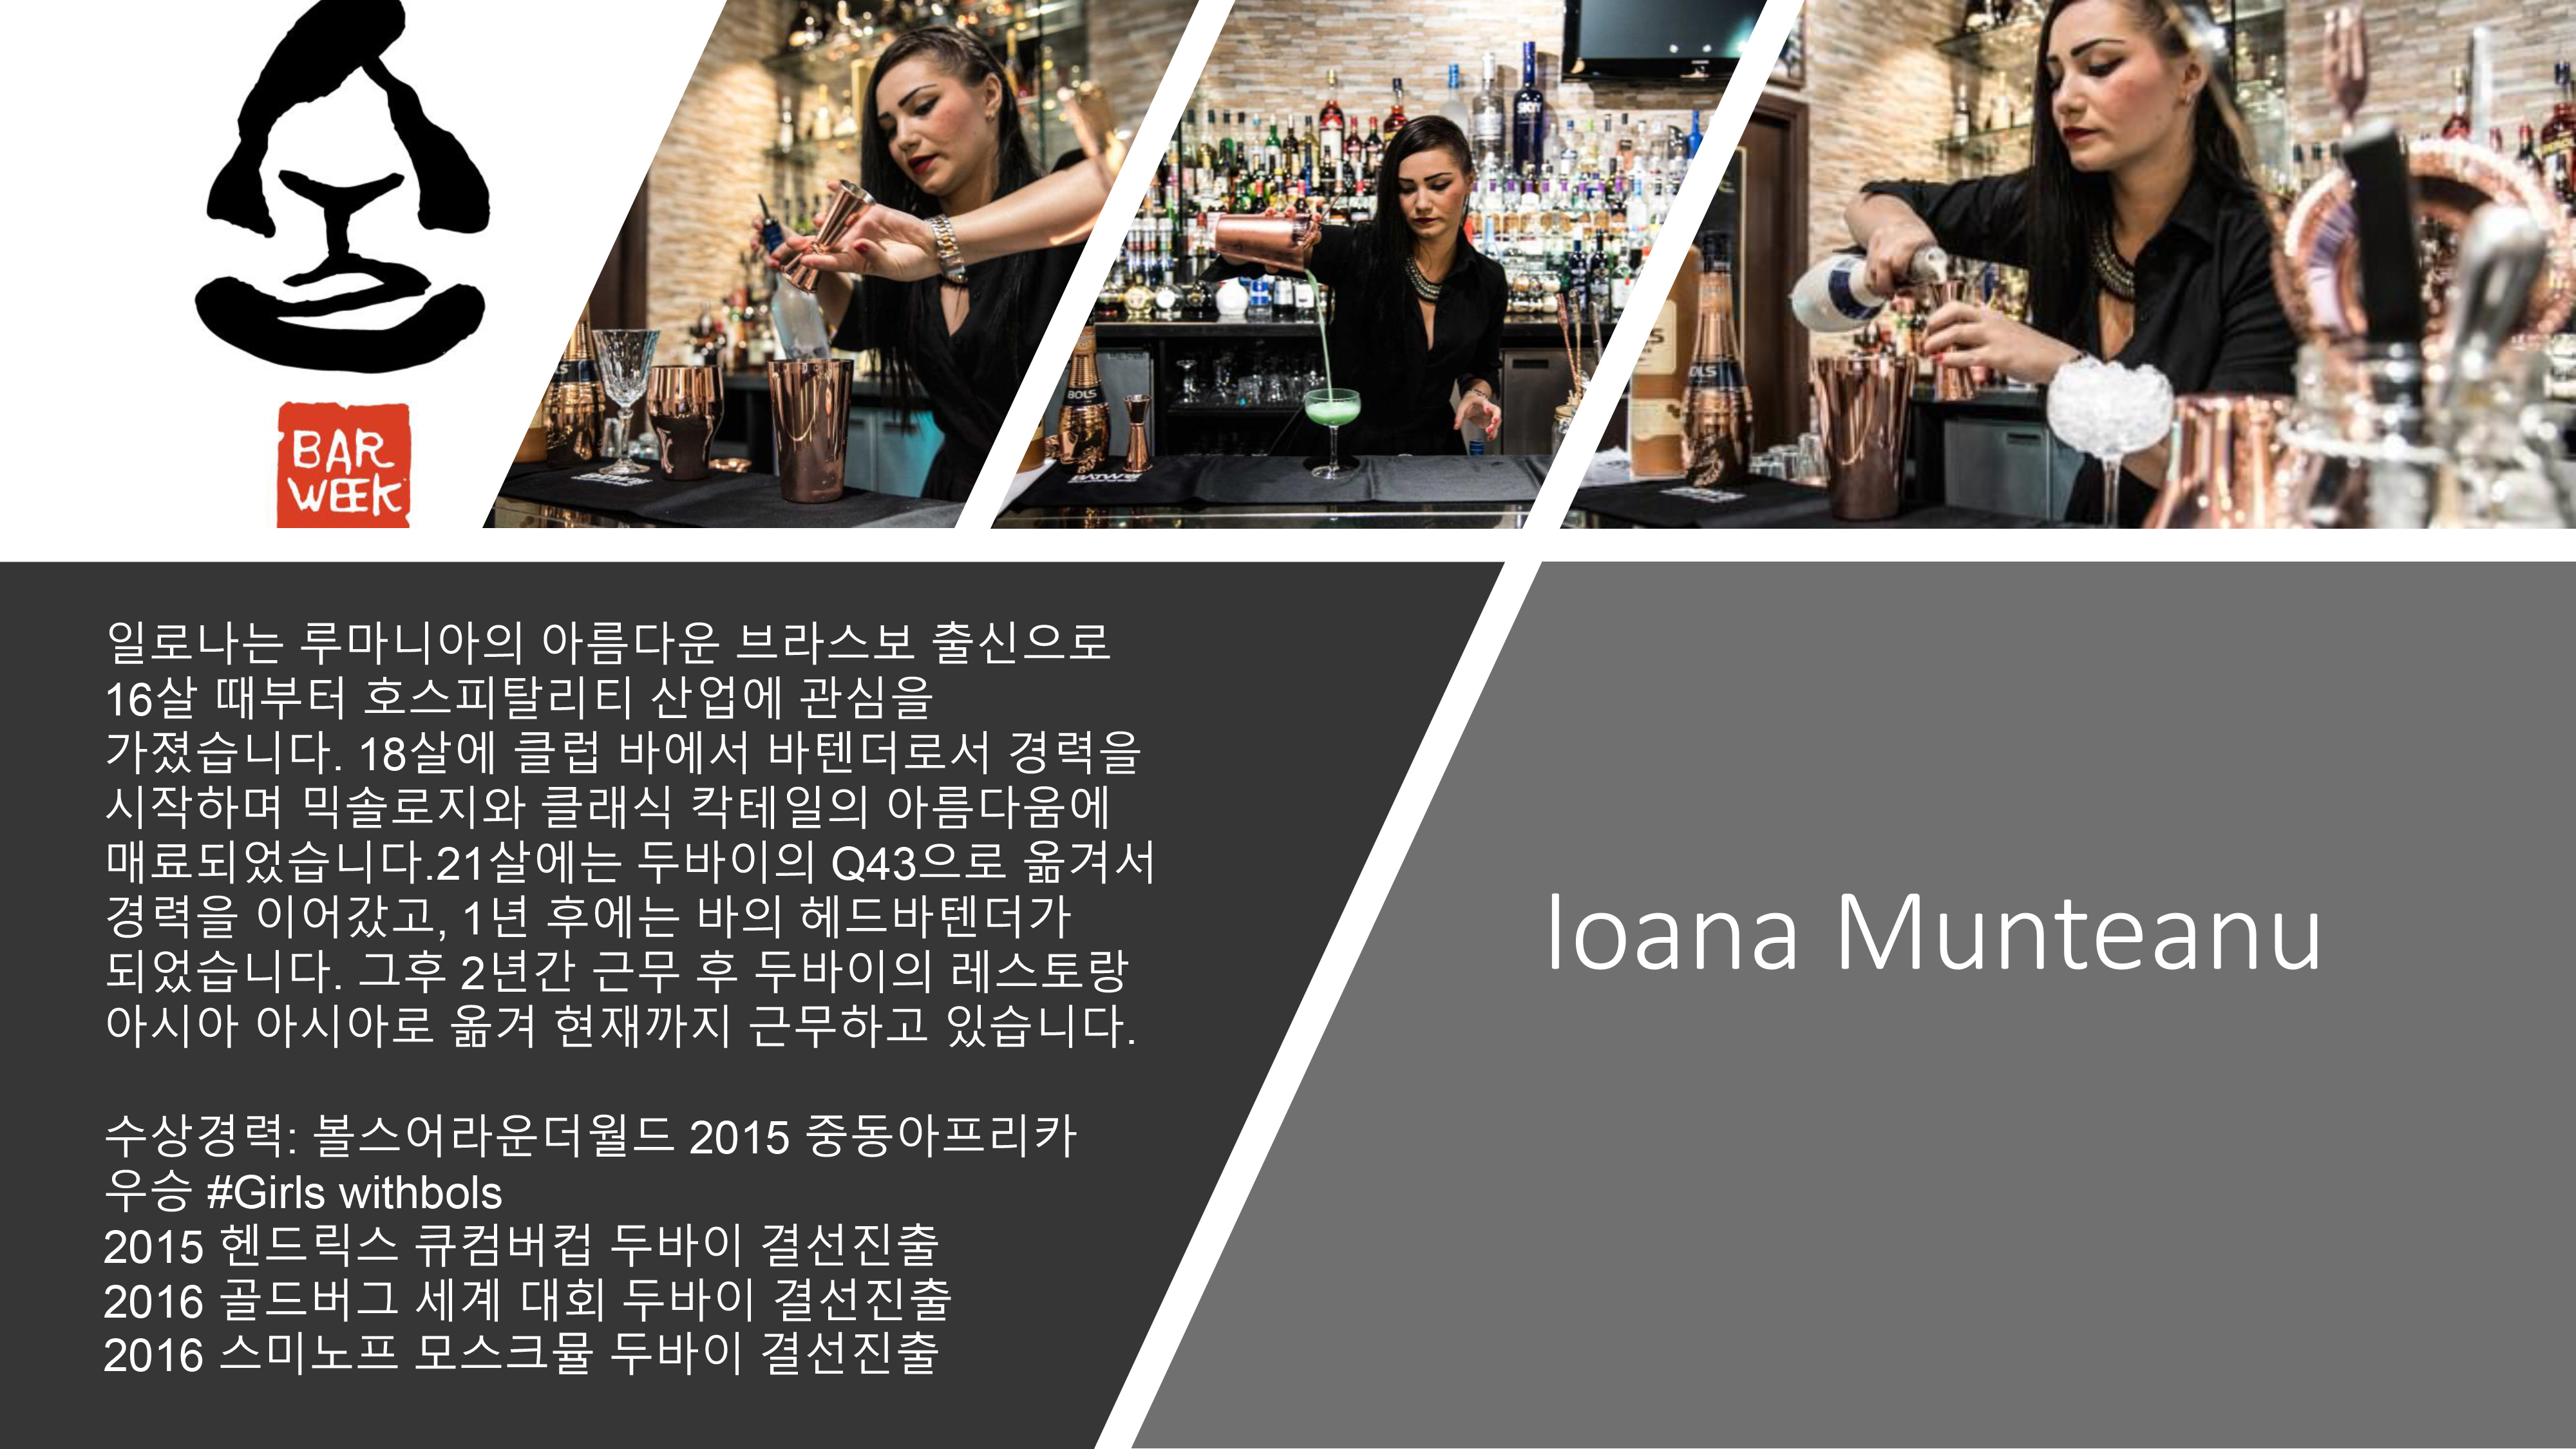 BAR
WEEK
SKYY
BOLS
일로나는 루마니아의 아름다운 브라스보 출신으로
16살 때부터 호스피탈리티 산업에 관심을
가졌습니다. 18살에 클럽 바에서 바텐더로서 경력을
시작하며 믹솔로지와 클래식 칵테일의 아름다움에
매료되었습니다.21살에는 두바이의 Q43으로 옮겨서
경력을 이어갔고, 1년 후에는 바의 헤드바텐더가
되었습니다. 그후 2년간 근무 후 두바이의 레스토랑
아시아 아시아로 옮겨 현재까지 근무하고 있습니다.
수상경력: 볼스어라운더월드 2015 중동아프리카
우승 #Girls withbols
2015 헨드릭스 큐컴버컵 두바이 결선진출
2016 골드버그 세계 대회 두바이 결선진출
2016 스미노프 모스크뮬 두바이 결선진출
Ioana Munteanu